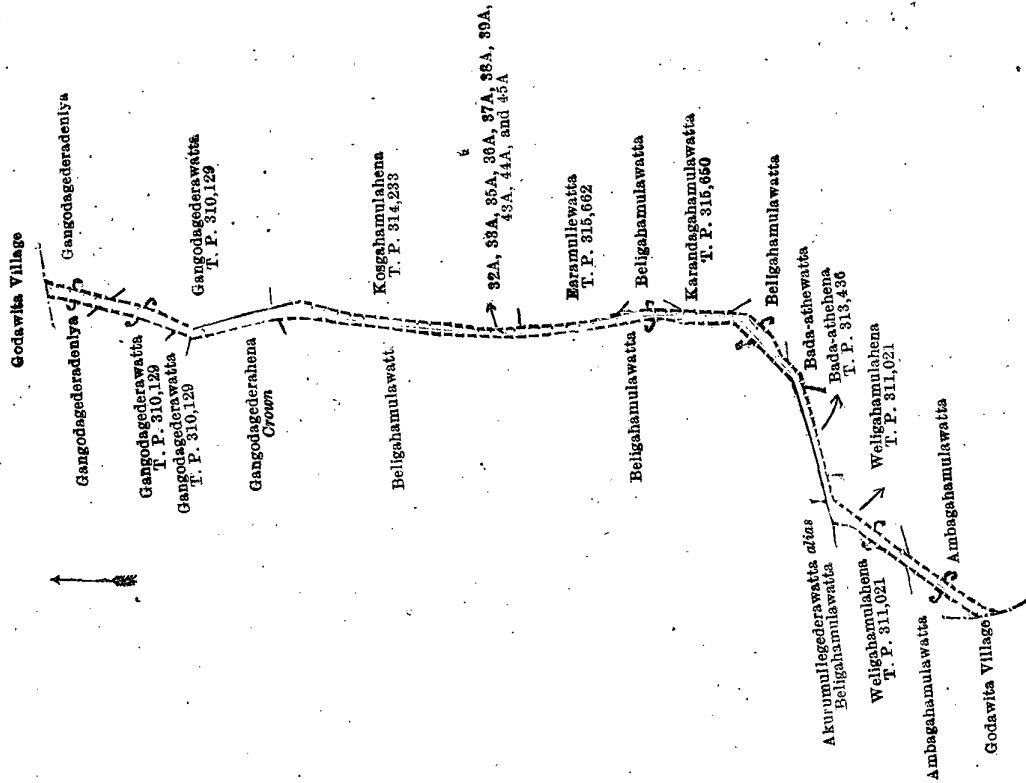 Godawita Village
Gangodagederadeniya
Gangodagederadeniya
Gangodagederawatta
T. P. 310,129
Gangodagederawatta
T. P. 310,129
Gangodagederawatta
T. P. 310,129
Gangodagederahena
Crown
Kosgahamulahena
T. P. 314,233
Beligahamulawatt
32A, 33A, 35A, 36A, 37A, 38A, 39A,
43A, 44A, and 45A
Earamullewatta
T. P. 315,662
Beligahamulawatta
Beligahamulawatta
Karandagahamulawatta
T. P. 315,650
Beligahamulawatta
Bada-athewatta
Bada-athehena
T. P. 313,436
Weligahamulahena
T. P. 311,021
Akurumullegederawatta alias
Beligahamulawatta
Weligahamulahena
T. P. 311,021
Ambagahamulawatta
Ambagahamulawatta
Godawita Village